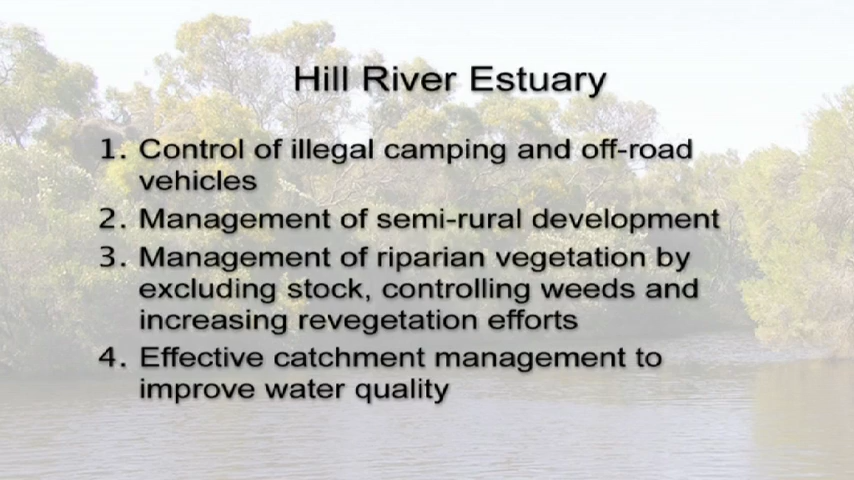 Hill River Estuary
1. Control of illegal camping and off-road
vehicles
2. Management of semi-rural development
3. Management of riparian vegetation by
excluding stock, controlling weeds and
increasing revegetation efforts
4. Effective catchment management to
improve water quality